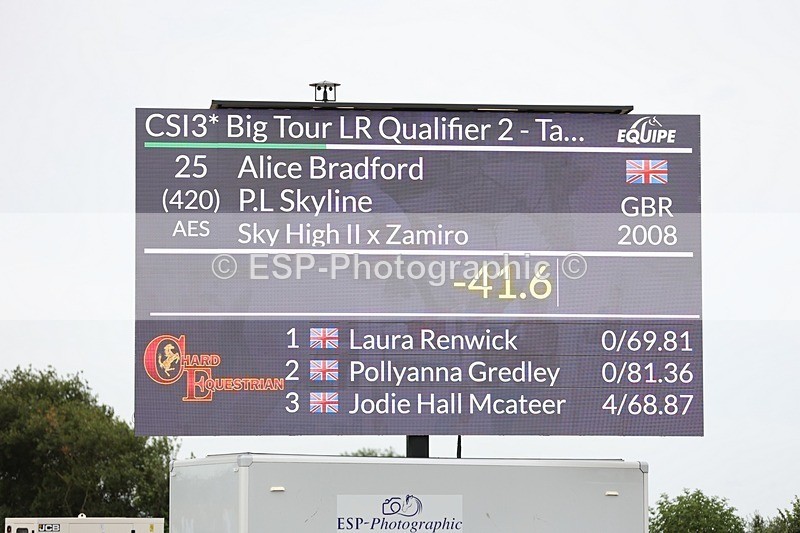 CSI3* Big Tour LR Qualifier 2 - Ta...
EQUIPE
25 Alice Bradford
(420) P.L Skyline GBR
AES Sky High II x Zamiro 2008
© ESP-Photographic ©
-41.6
CHARD EQUESTRIAN
1 Laura Renwick 0/69.81
2 Pollyanna Gredley 0/81.36
3 Jodie Hall Mcateer 4/68.87
JCB
ESP-Photographic